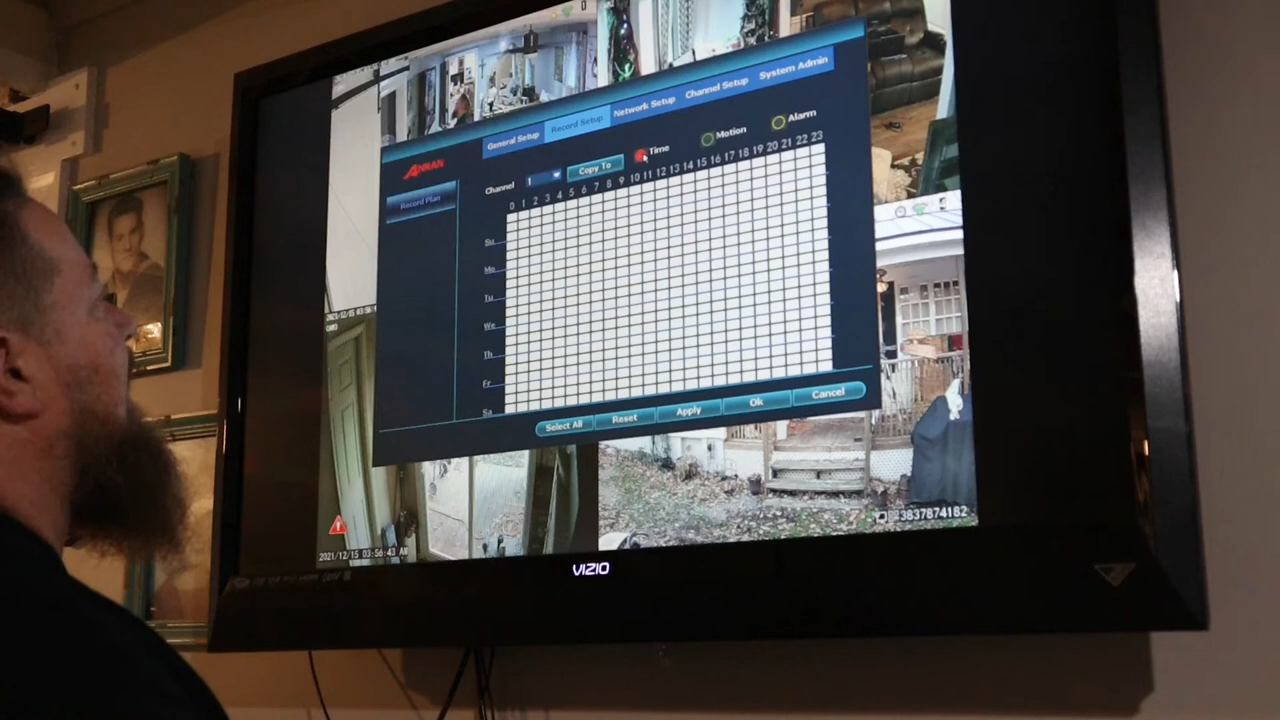 General Setup Record Setup Network Setup Channel Setup System Admin
ANRAN
Time Motion Alarm
Channel 1 Copy To
Record Plan
0 1 2 3 4 5 6 7 8 9 10 11 12 13 14 15 16 17 18 19 20 21 22 23
Su
Mo
Tu
We
Th
Fr
Sa
Select All Reset Apply Ok Cancel
3837874182
2021/12/15 03:56:43 AM
VIZIO